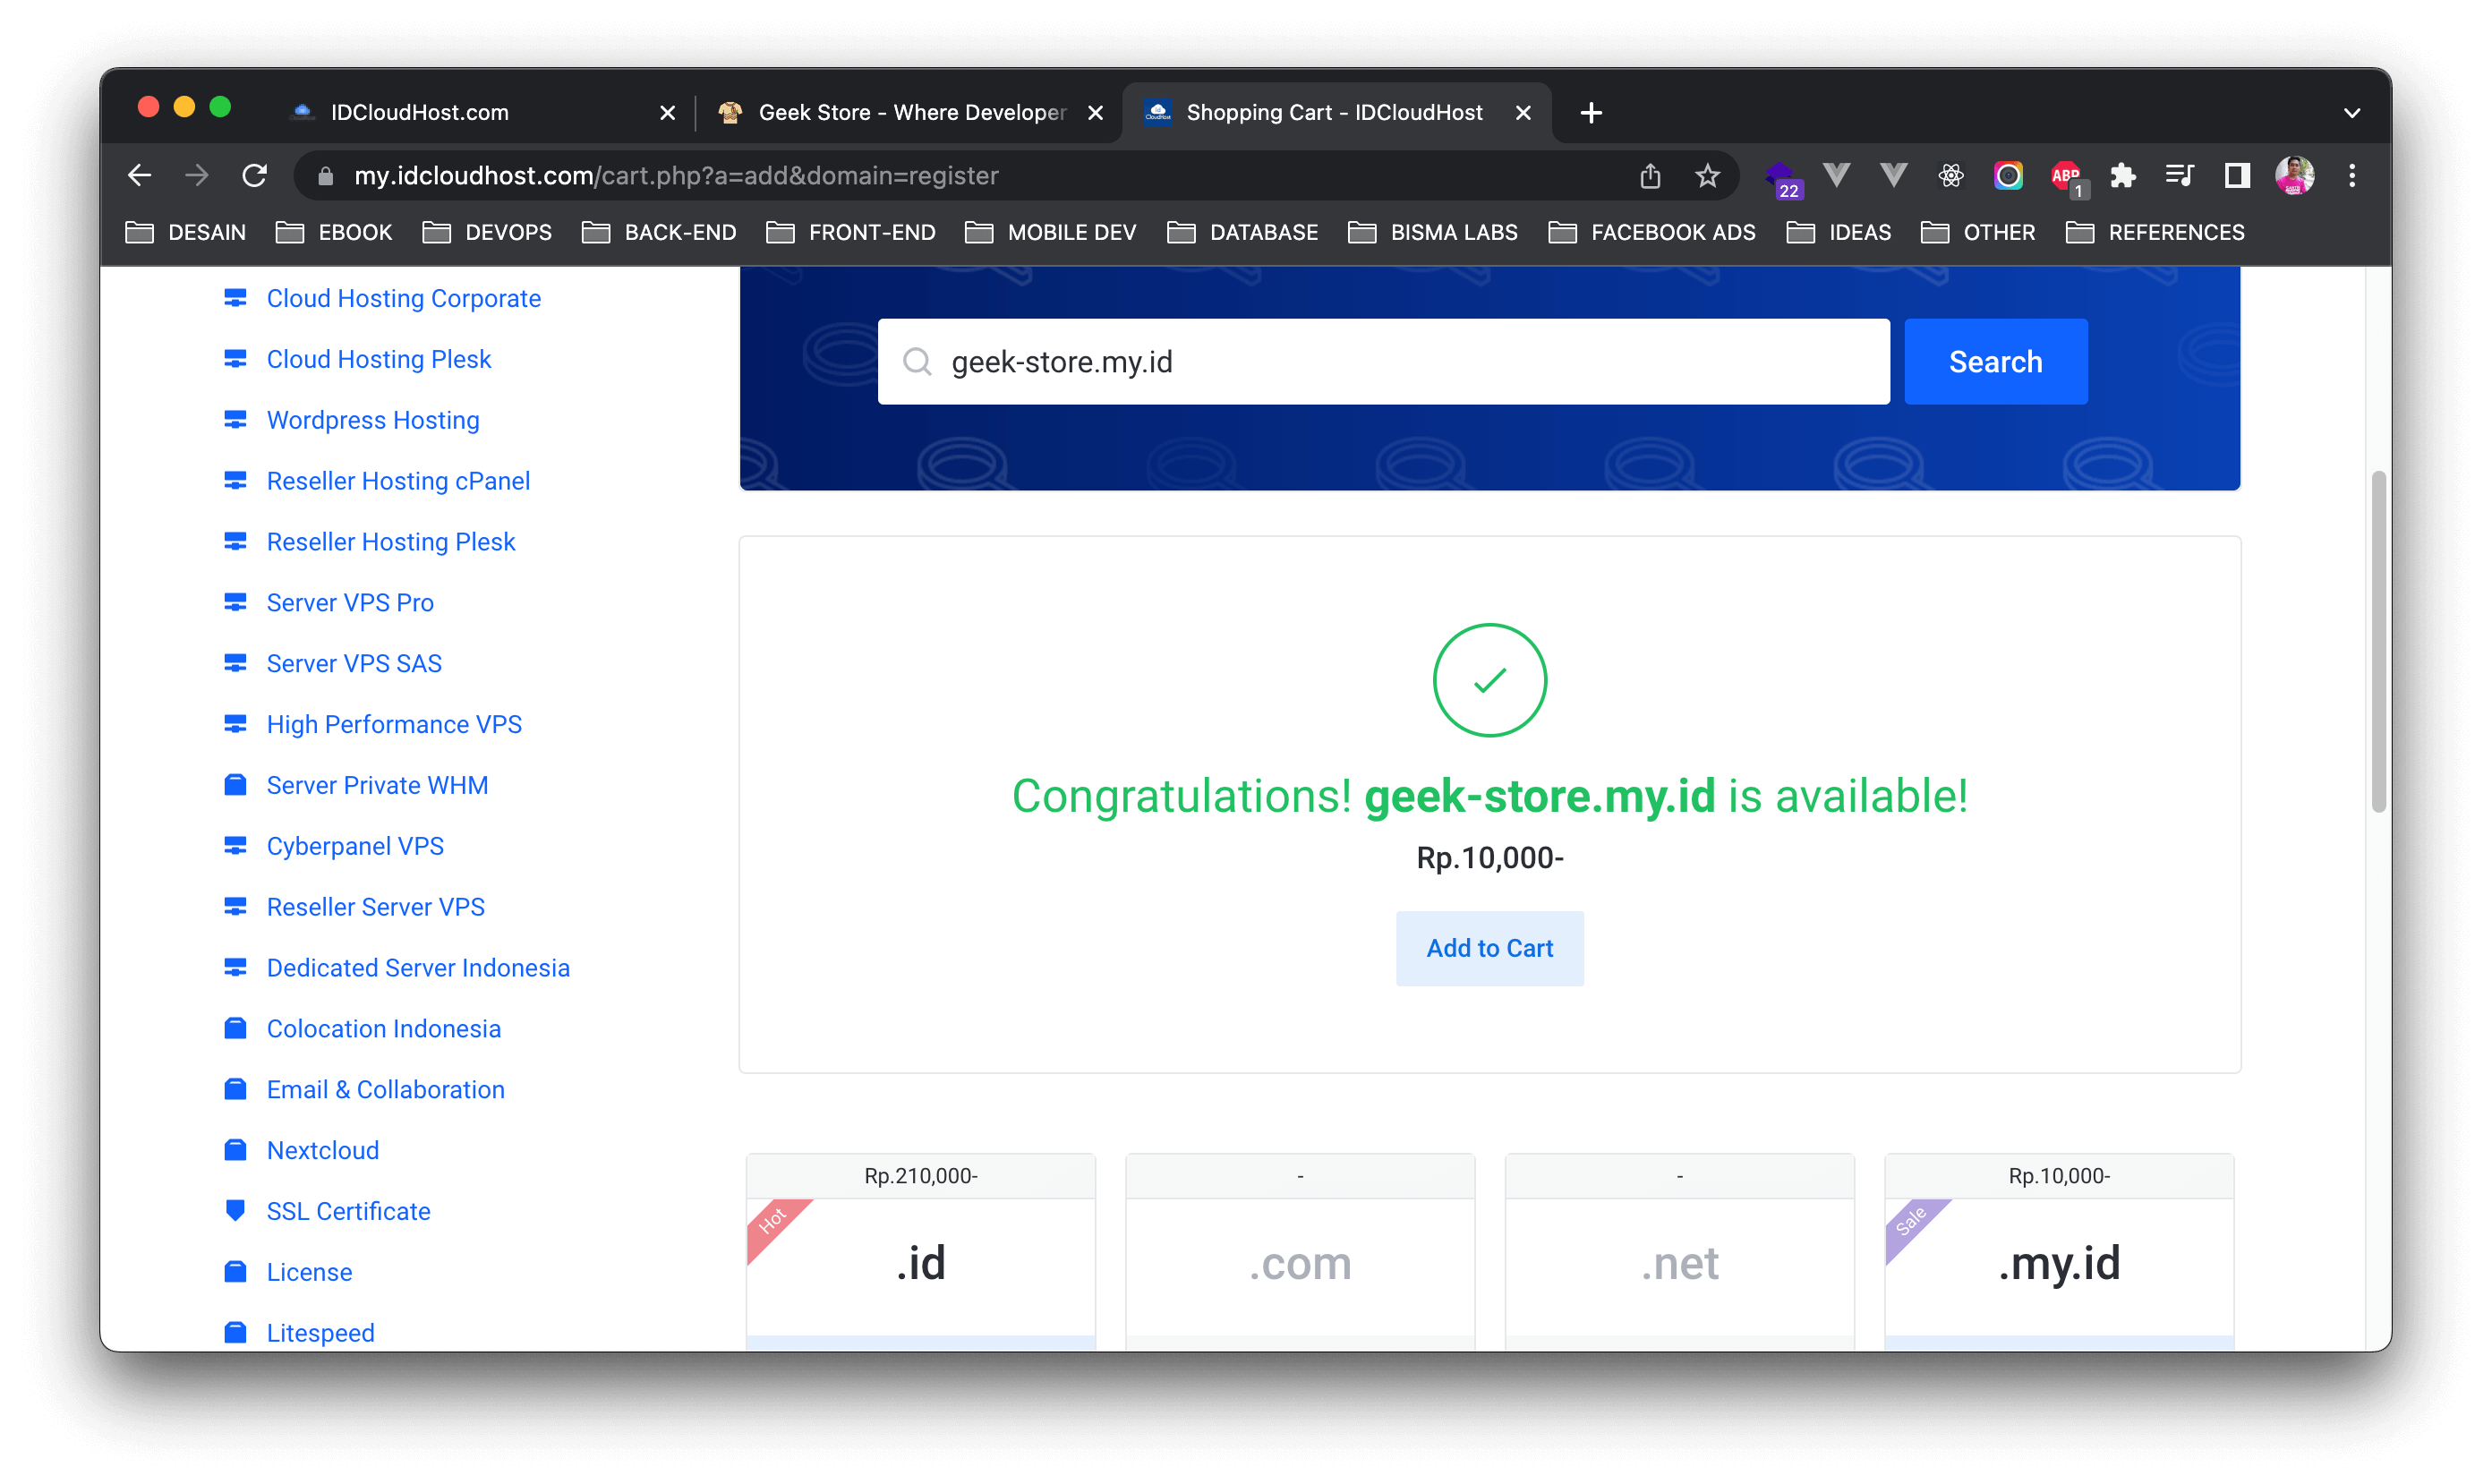 IDCloudHost.com
Geek Store - Where Developer
Shopping Cart - IDCloudHost
my.idcloudhost.com/cart.php?a=add&domain=register
22
ABP
1
DESAIN
EBOOK
DEVOPS
BACK-END
FRONT-END
MOBILE DEV
DATABASE
BISMA LABS
FACEBOOK ADS
IDEAS
OTHER
REFERENCES
Cloud Hosting Corporate
Cloud Hosting Plesk
Wordpress Hosting
Reseller Hosting cPanel
Reseller Hosting Plesk
Server VPS Pro
Server VPS SAS
High Performance VPS
Server Private WHM
Cyberpanel VPS
Reseller Server VPS
Dedicated Server Indonesia
Colocation Indonesia
Email & Collaboration
Nextcloud
SSL Certificate
License
Litespeed
geek-store.my.id
Search
Congratulations! geek-store.my.id is available!
Rp.10,000-
Add to Cart
Rp.210,000-
Hot
.id
-
.com
-
.net
Rp.10,000-
Sale
.my.id